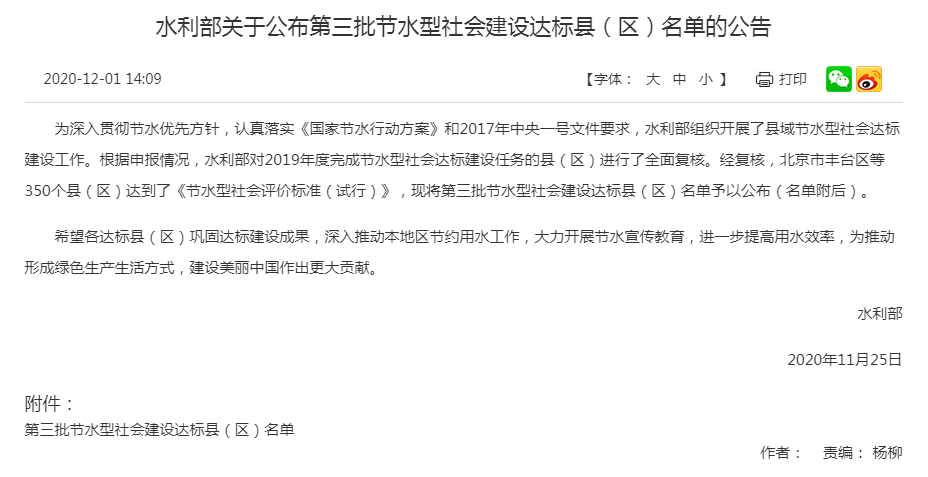 水利部关于公布第三批节水型社会建设达标县（区）名单的公告
2020-12-01 14:09 【字体： 大 中 小 】 打印
为深入贯彻节水优先方针，认真落实《国家节水行动方案》和2017年中央一号文件要求，水利部组织开展了县域节水型社会达标
建设工作。根据申报情况，水利部对2019年度完成节水型社会达标建设任务的县（区）进行了全面复核。经复核，北京市丰台区等
350个县（区）达到了《节水型社会评价标准（试行）》，现将第三批节水型社会建设达标县（区）名单予以公布（名单附后）。
希望各达标县（区）巩固达标建设成果，深入推动本地区节约用水工作，大力开展节水宣传教育，进一步提高用水效率，为推动
形成绿色生产生活方式，建设美丽中国作出更大贡献。
水利部
2020年11月25日
附件：
第三批节水型社会建设达标县（区）名单
作者： 责编： 杨柳